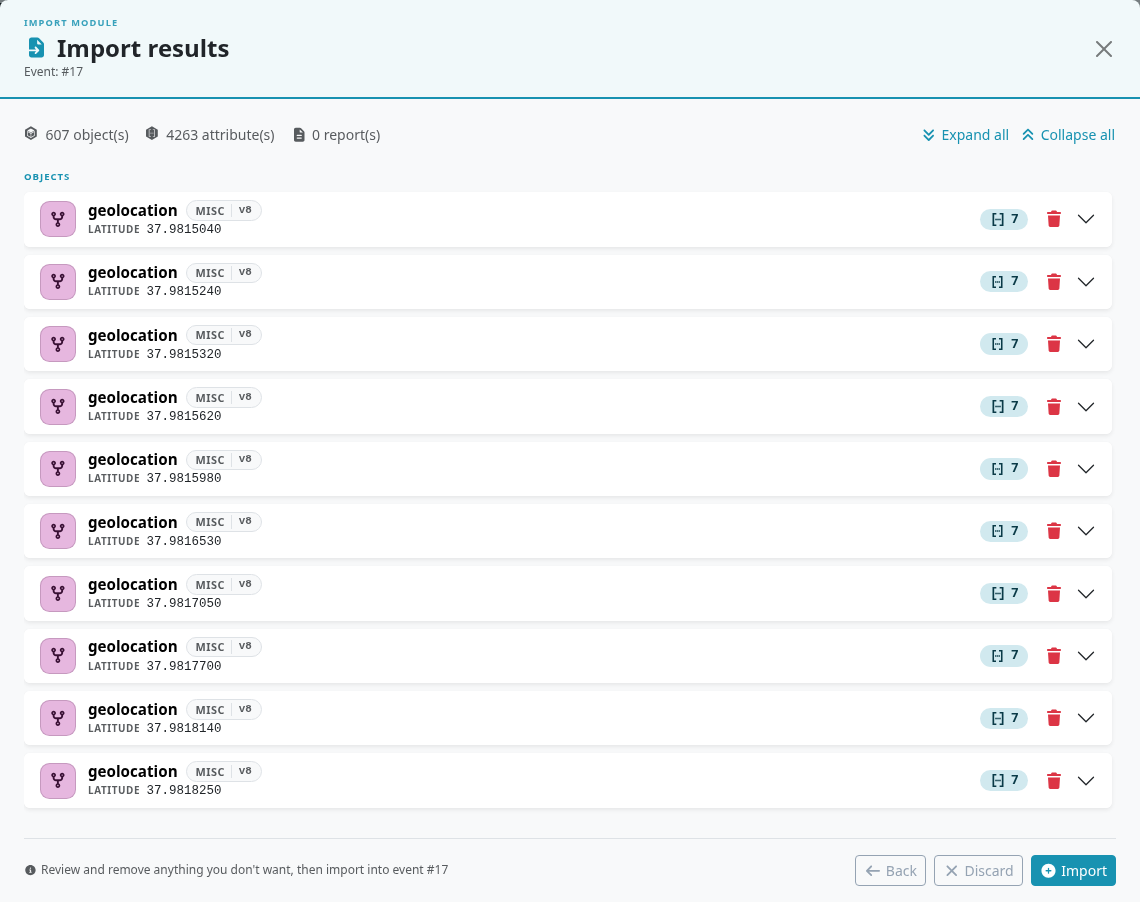 IMPORT MODULE
Import results
Event: #17
607 object(s) 4263 attribute(s) 0 report(s) Expand all Collapse all
OBJECTS
geolocation MISC v8
LATITUDE 37.9815040
7
geolocation MISC v8
LATITUDE 37.9815240
7
geolocation MISC v8
LATITUDE 37.9815320
7
geolocation MISC v8
LATITUDE 37.9815620
7
geolocation MISC v8
LATITUDE 37.9815980
7
geolocation MISC v8
LATITUDE 37.9816530
7
geolocation MISC v8
LATITUDE 37.9817050
7
geolocation MISC v8
LATITUDE 37.9817700
7
geolocation MISC v8
LATITUDE 37.9818140
7
geolocation MISC v8
LATITUDE 37.9818250
7
Review and remove anything you don't want, then import into event #17
Back Discard Import